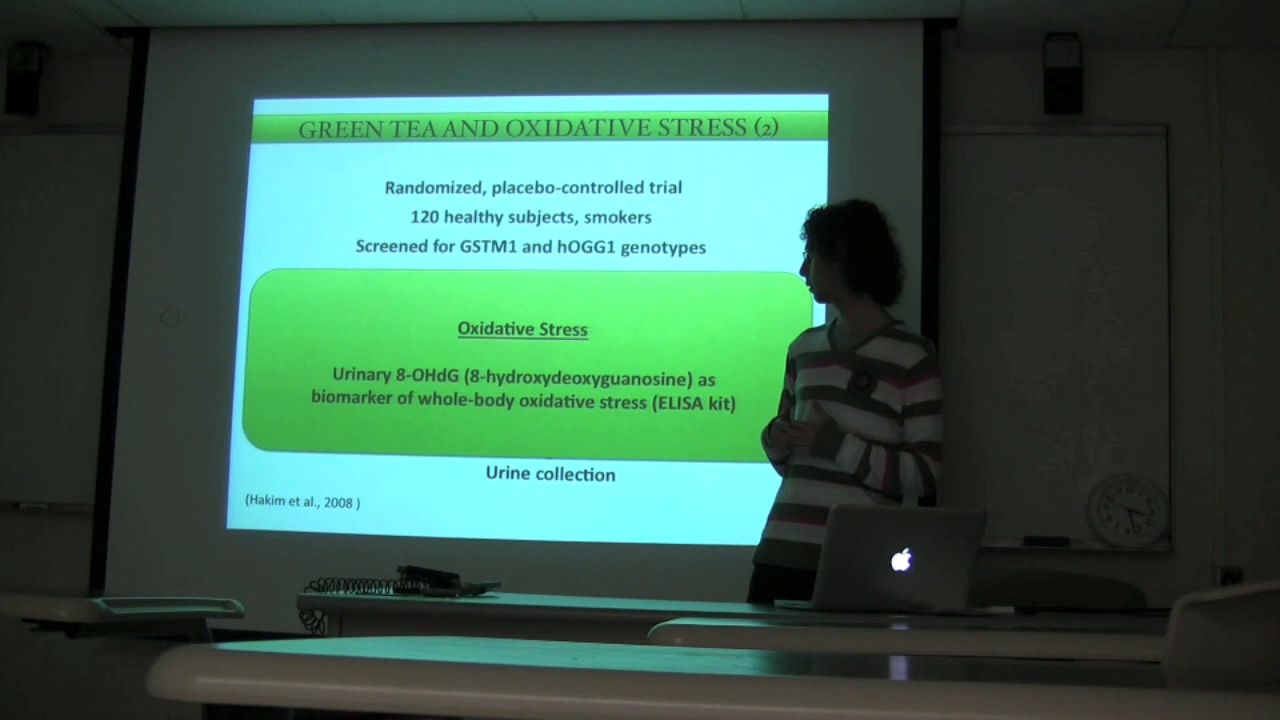 GREEN TEA AND OXIDATIVE STRESS (2)
Randomized, placebo-controlled trial
120 healthy subjects, smokers
Screened for GSTM1 and hOGG1 genotypes
Oxidative Stress
Urinary 8-OHdG (8-hydroxydeoxyguanosine) as
biomarker of whole-body oxidative stress (ELISA kit)
Urine collection
(Hakim et al., 2008 )